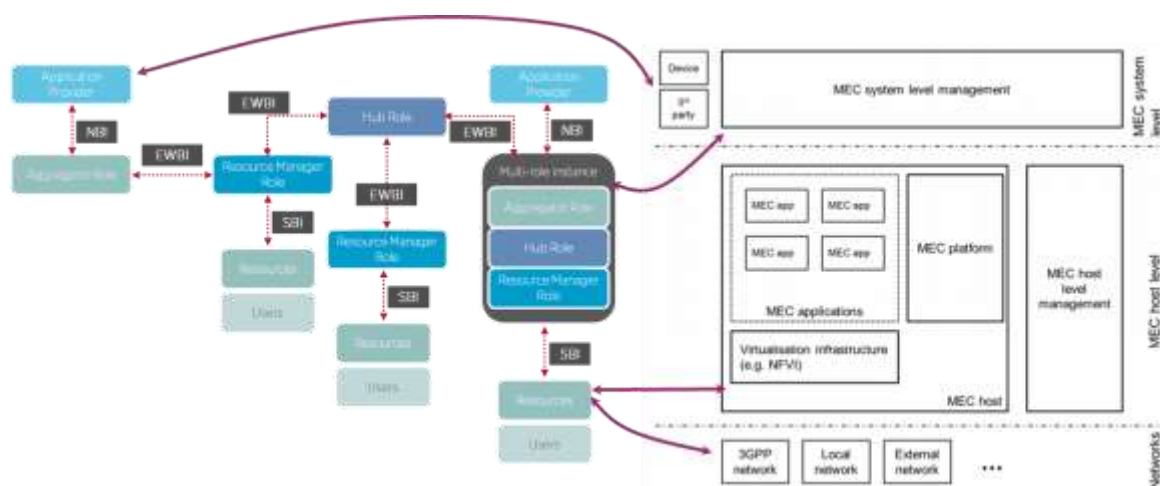 Application
Provider
NBI
Aggregator Role
EWBI
EWBI
Resource Manager
Role
SBI
Resources
Users
Hub Role
EWBI
Resource Manager
Role
SBI
Resources
Users
EWBI
Application
Provider
NBI
Multi-role instance
Aggregator Role
Hub Role
Resource Manager
Role
SBI
Resources
Users
Device
3rd
party
MEC system level management
MEC system
level
MEC app
MEC app
MEC app
MEC app
MEC applications
MEC platform
Virtualisation infrastructure
(e.g. NFVI)
MEC host
MEC host
level
management
MEC host level
3GPP
network
Local
network
External
network
...
Networks